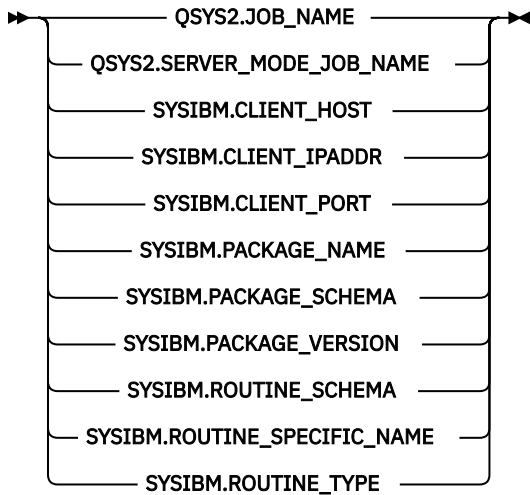 QSYS2.JOB_NAME
QSYS2.SERVER_MODE_JOB_NAME
SYSIBM.CLIENT_HOST
SYSIBM.CLIENT_IPADDR
SYSIBM.CLIENT_PORT
SYSIBM.PACKAGE_NAME
SYSIBM.PACKAGE_SCHEMA
SYSIBM.PACKAGE_VERSION
SYSIBM.ROUTINE_SCHEMA
SYSIBM.ROUTINE_SPECIFIC_NAME
SYSIBM.ROUTINE_TYPE